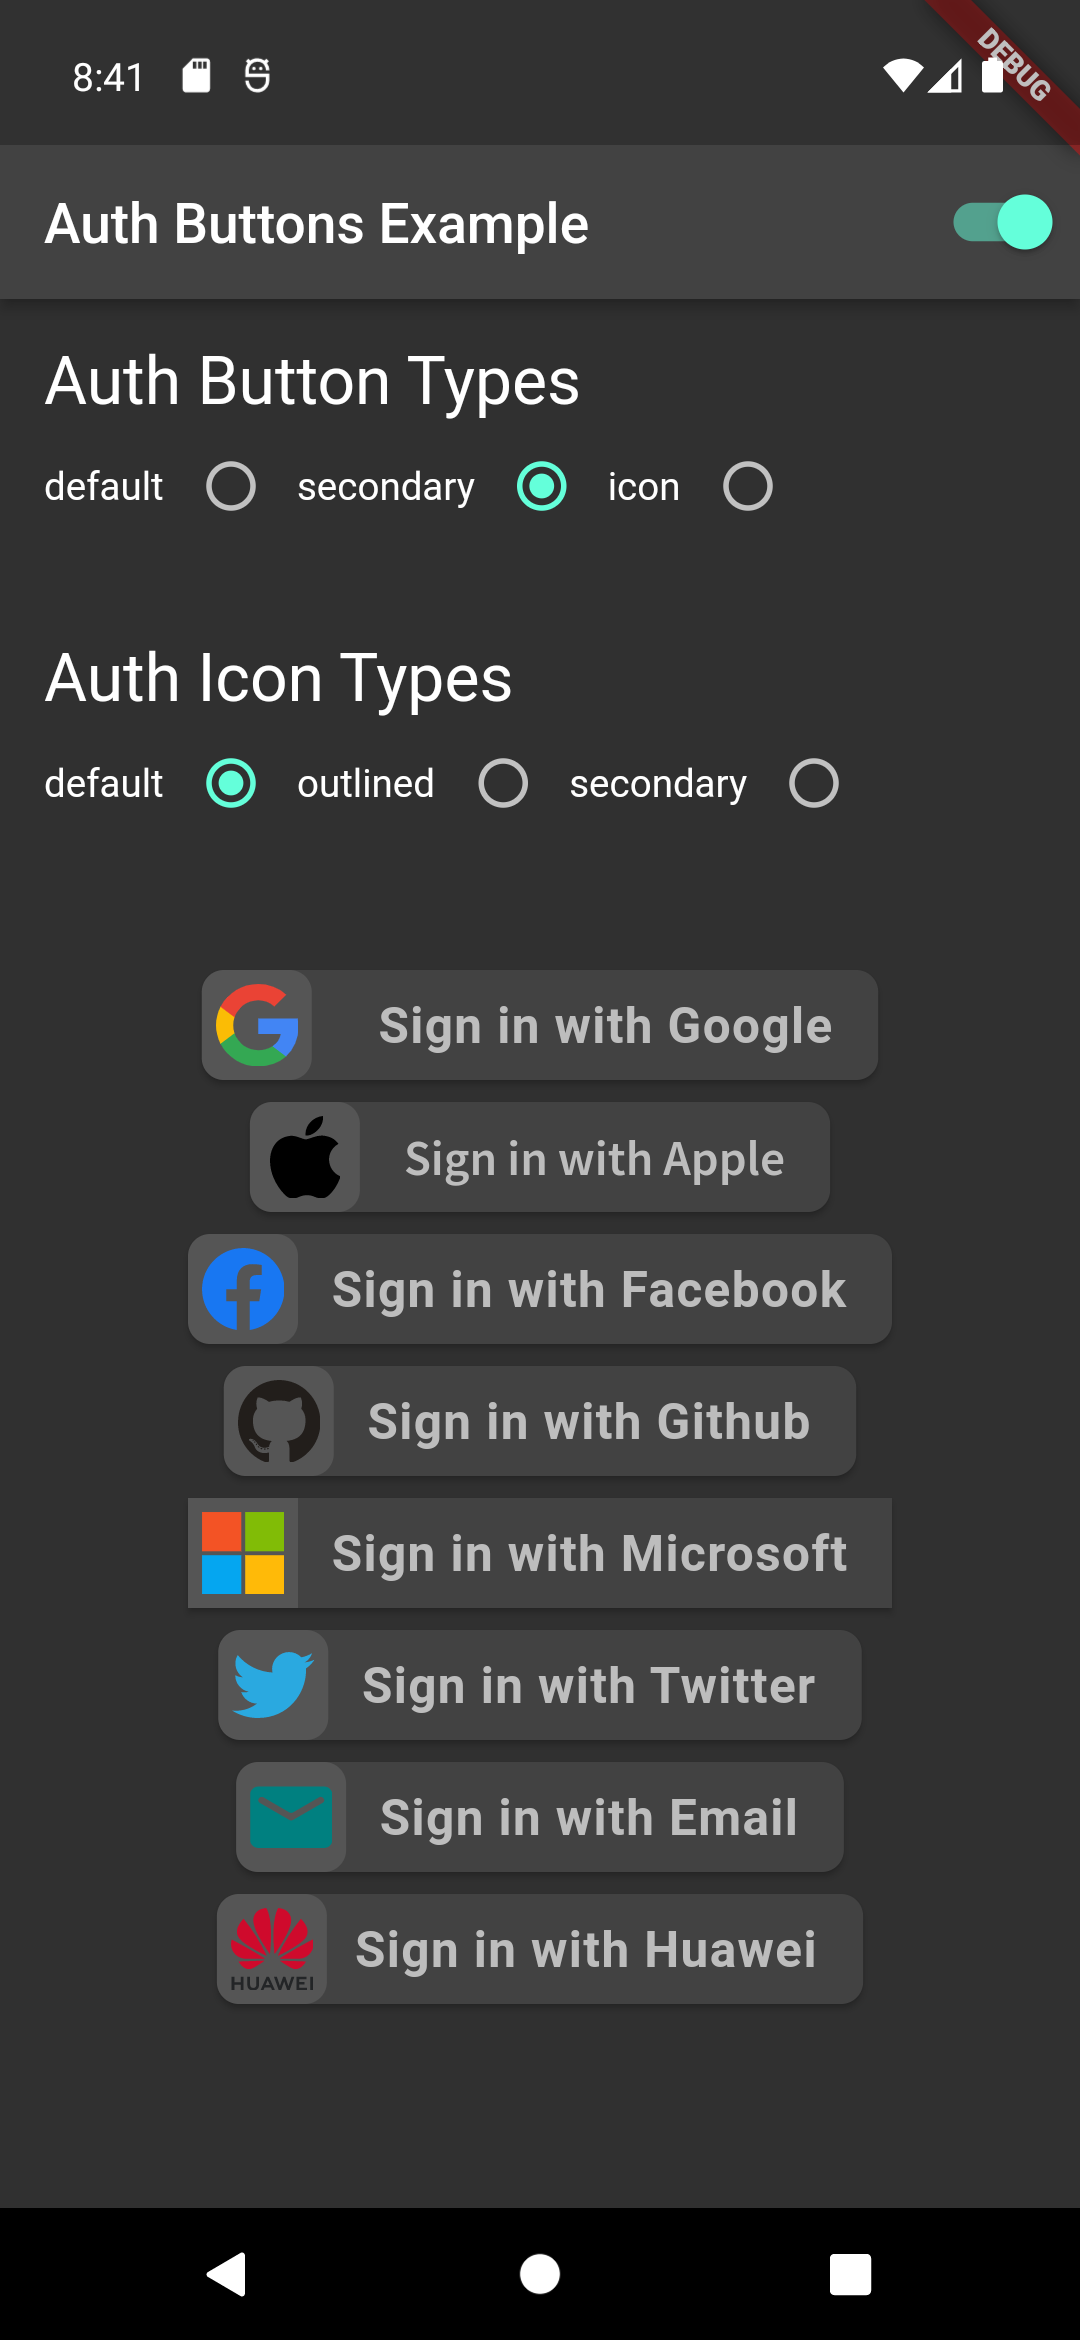 8:41
DEBUG
Auth Buttons Example
Auth Button Types
default secondary icon
Auth Icon Types
default outlined secondary
Sign in with Google
Sign in with Apple
Sign in with Facebook
Sign in with Github
Sign in with Microsoft
Sign in with Twitter
Sign in with Email
HUAWEI Sign in with Huawei